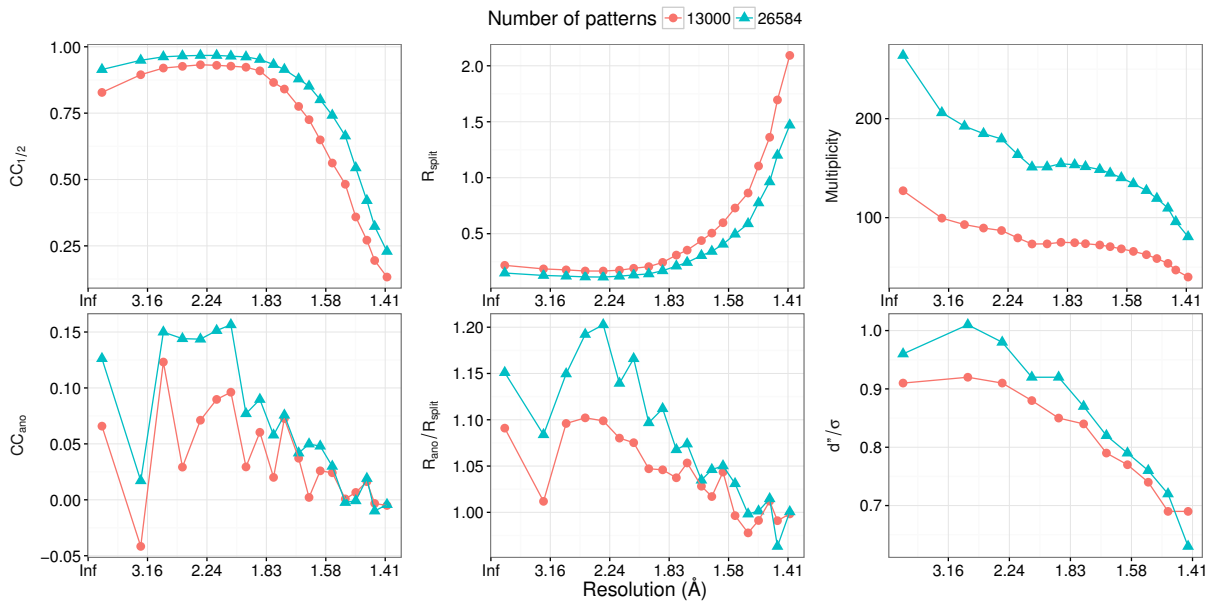 Number of patterns 13000 26584
CC1/2
1.00
0.75
0.50
0.25
Inf 3.16 2.24 1.83 1.58 1.41
Rsplit
2.0
1.5
1.0
0.5
Inf 3.16 2.24 1.83 1.58 1.41
Multiplicity
200
100
Inf 3.16 2.24 1.83 1.58 1.41
CCano
0.15
0.10
0.05
0.00
−0.05
Inf 3.16 2.24 1.83 1.58 1.41
Rano/Rsplit
1.20
1.15
1.10
1.05
1.00
Inf 3.16 2.24 1.83 1.58 1.41
d"/σ
1.0
0.9
0.8
0.7
Inf 3.16 2.24 1.83 1.58 1.41
Resolution (Å)